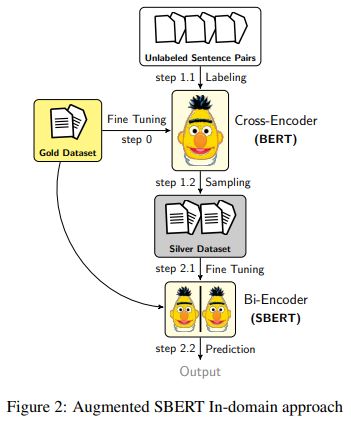 Unlabeled Sentence Pairs
step 1.1 Labeling
Fine Tuning
step 0
Gold Dataset
Cross-Encoder
(BERT)
step 1.2 Sampling
Silver Dataset
step 2.1 Fine Tuning
Bi-Encoder
(SBERT)
step 2.2 Prediction
Output
Figure 2: Augmented SBERT In-domain approach